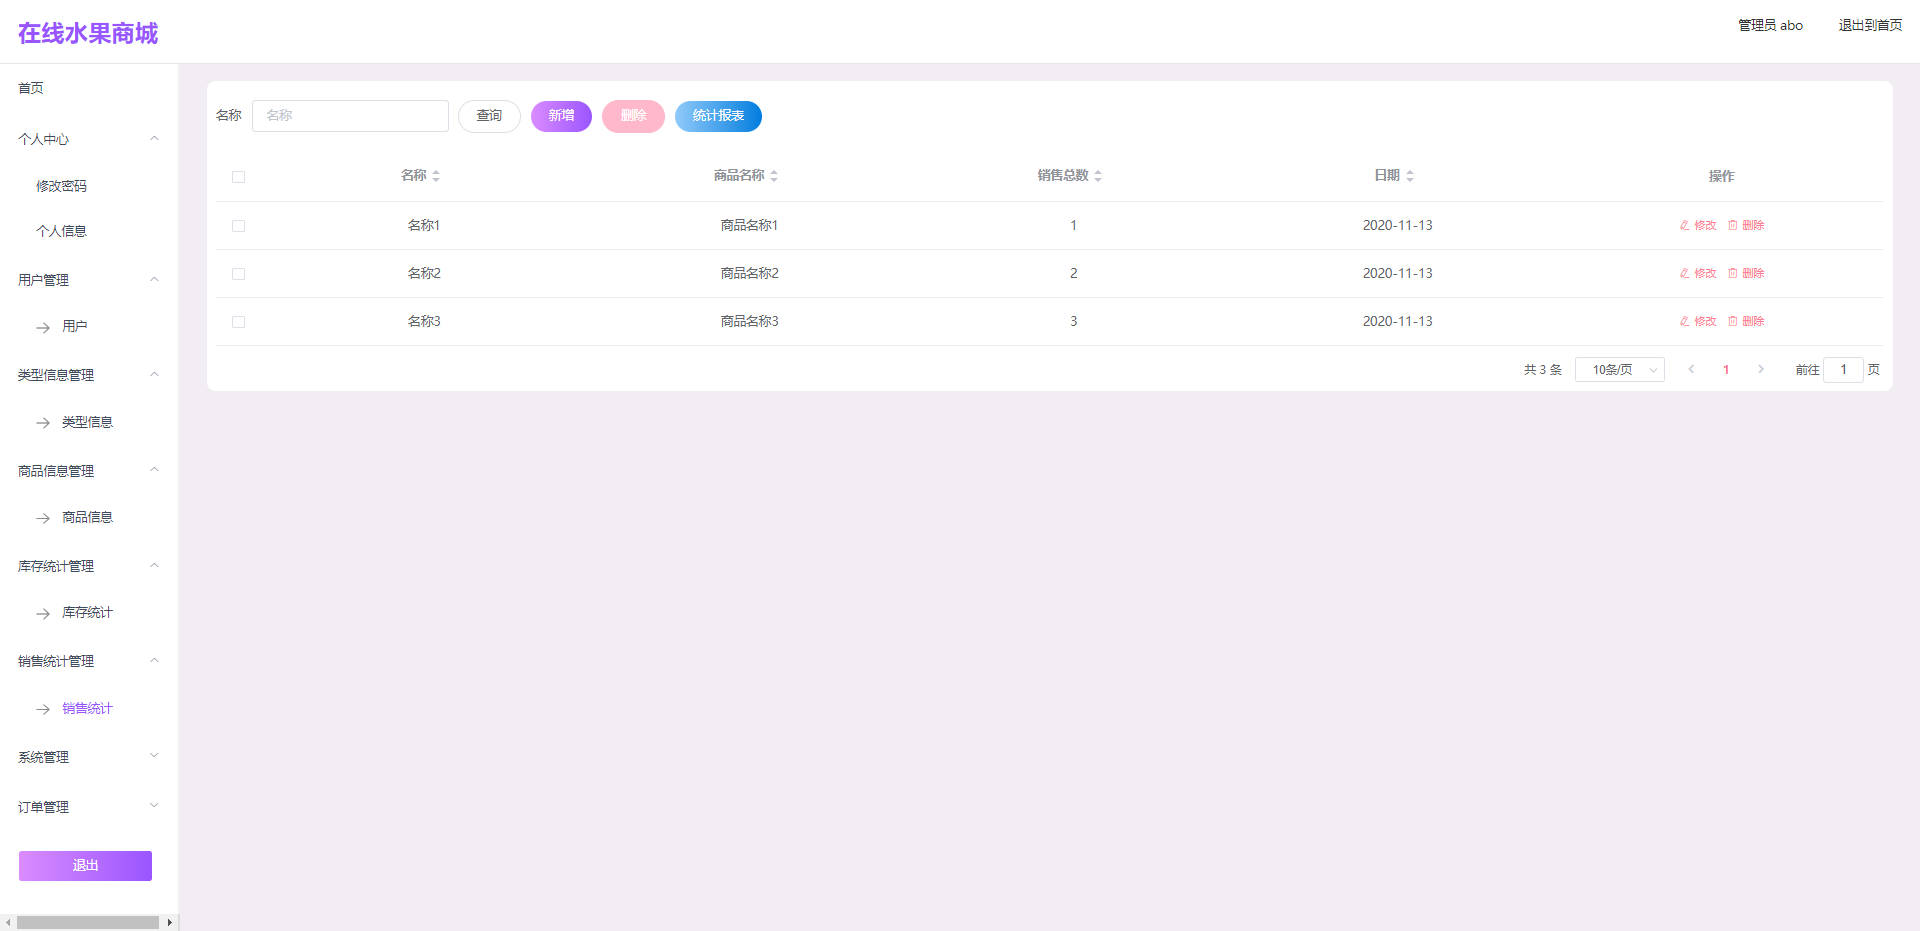 在线水果商城
管理员 abo 退出到首页
首页
个人中心
修改密码
个人信息
用户管理
用户
类型信息管理
类型信息
商品信息管理
商品信息
库存统计管理
库存统计
销售统计管理
销售统计
系统管理
订单管理
退出
名称 名称 查询 新增 删除 统计报表
名称 商品名称 销售总数 日期 操作
名称1 商品名称1 1 2020-11-13 修改 删除
名称2 商品名称2 2 2020-11-13 修改 删除
名称3 商品名称3 3 2020-11-13 修改 删除
共 3 条 10条/页 1 前往 1 页